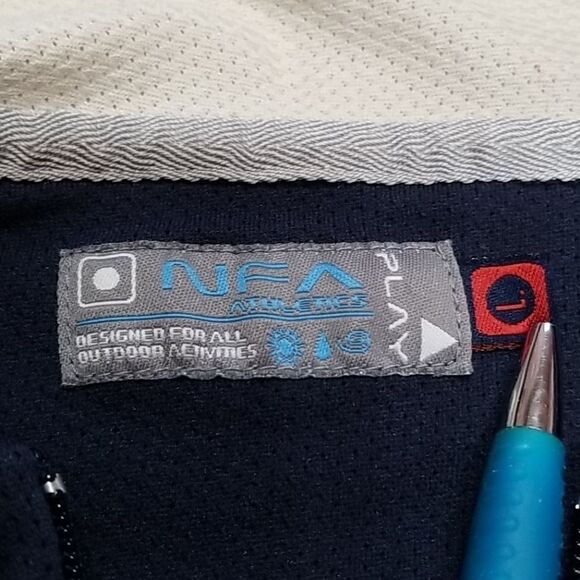 NFA
ATHLETICS
DESIGNED FOR ALL
OUTDOOR ACTIVITIES
PLAY
L